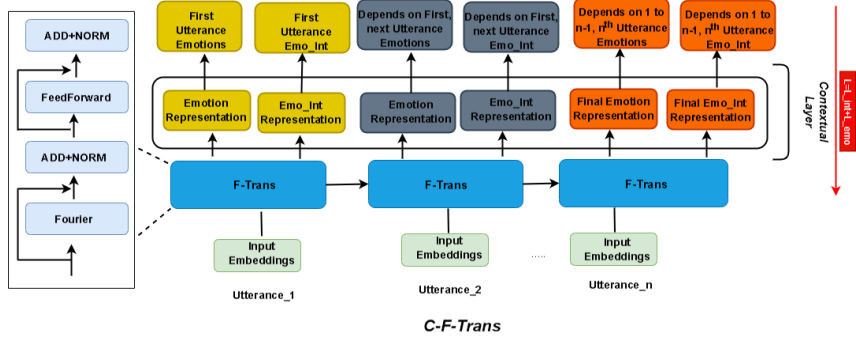 ADD+NORM
FeedForward
ADD+NORM
Fourier
First
Utterance
Emotions
First
Utterance
Emo_Int
Depends on First,
next Utterance
Emotions
Depends on First,
next Utterance
Emo_Int
Depends on 1 to
n-1, nth Utterance
Emotions
Depends on 1 to
n-1, nth Utterance
Emo_Int
Emotion
Representation
Emo_Int
Representation
Emotion
Representation
Emo_Int
Representation
Final Emotion
Representation
Final Emo_Int
Representation
Contextual
Layer
L=L_int+L_emo
F-Trans
F-Trans
F-Trans
Input
Embeddings
Input
Embeddings
.....
Input
Embeddings
Utterance_1
Utterance_2
Utterance_n
C-F-Trans